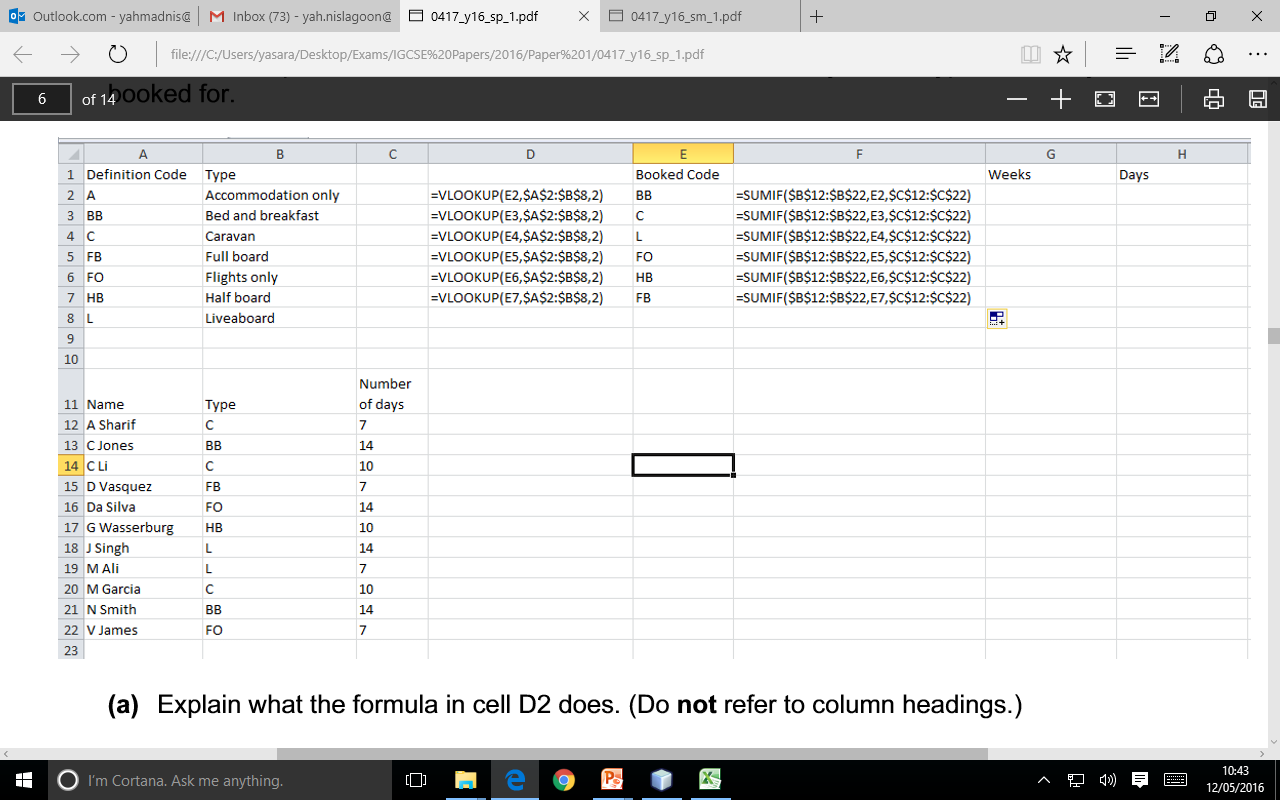 Outlook.com - yahmadnis@
Inbox (73) - yah.nislagoon@
0417_y16_sp_1.pdf
0417_y16_sm_1.pdf
file:///C:/Users/yasara/Desktop/Exams/IGCSE%20Papers/2016/Paper%201/0417_y16_sp_1.pdf
6 of 14
booked for.
A B C D E F G H
1 Definition Code Type Booked Code Weeks Days
2 A Accommodation only =VLOOKUP(E2,$A$2:$B$8,2) BB =SUMIF($B$12:$B$22,E2,$C$12:$C$22)
3 BB Bed and breakfast =VLOOKUP(E3,$A$2:$B$8,2) C =SUMIF($B$12:$B$22,E3,$C$12:$C$22)
4 C Caravan =VLOOKUP(E4,$A$2:$B$8,2) L =SUMIF($B$12:$B$22,E4,$C$12:$C$22)
5 FB Full board =VLOOKUP(E5,$A$2:$B$8,2) FO =SUMIF($B$12:$B$22,E5,$C$12:$C$22)
6 FO Flights only =VLOOKUP(E6,$A$2:$B$8,2) HB =SUMIF($B$12:$B$22,E6,$C$12:$C$22)
7 HB Half board =VLOOKUP(E7,$A$2:$B$8,2) FB =SUMIF($B$12:$B$22,E7,$C$12:$C$22)
8 L Liveaboard
9
10
Number
11 Name Type of days
12 A Sharif C 7
13 C Jones BB 14
14 C Li C 10
15 D Vasquez FB 7
16 Da Silva FO 14
17 G Wasserburg HB 10
18 J Singh L 14
19 M Ali L 7
20 M Garcia C 10
21 N Smith BB 14
22 V James FO 7
23
(a) Explain what the formula in cell D2 does. (Do not refer to column headings.)
I'm Cortana. Ask me anything.
10:43
12/05/2016